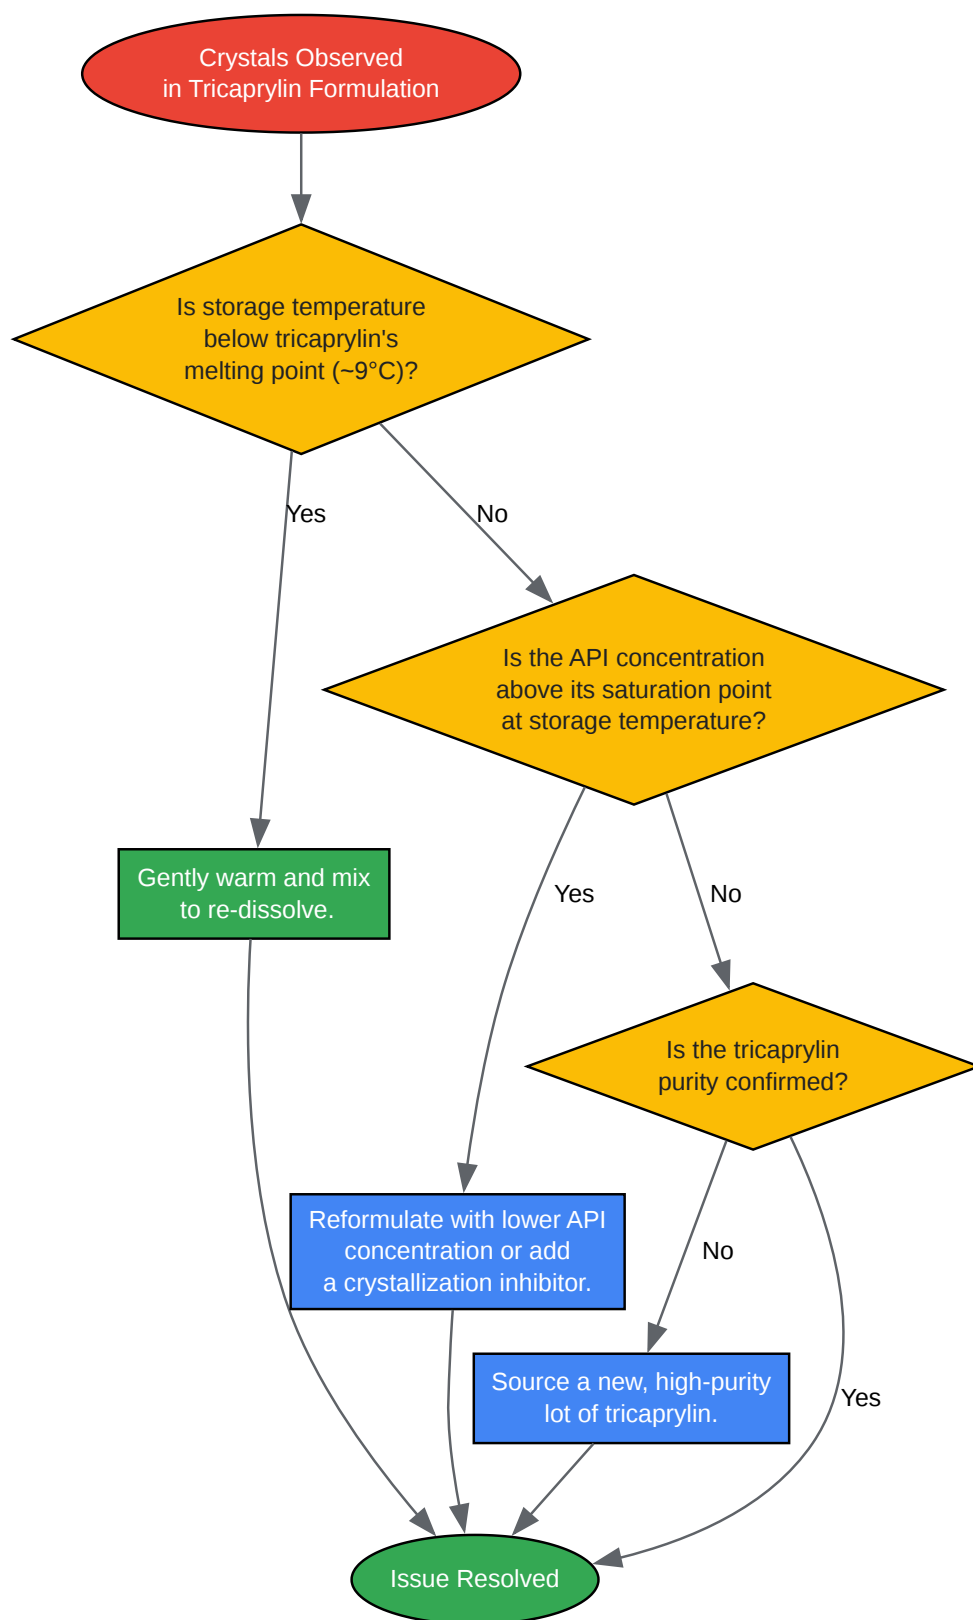 Crystals Observed
in Tricaprylin Formulation
Is storage temperature
below tricaprylin's
melting point (~9°C)?
Yes
No
Is the API concentration
above its saturation point
at storage temperature?
Gently warm and mix
to re-dissolve.
Yes
No
Is the tricaprylin
purity confirmed?
Reformulate with lower API
concentration or add
a crystallization inhibitor.
No
Source a new, high-purity
lot of tricaprylin.
Yes
Issue Resolved